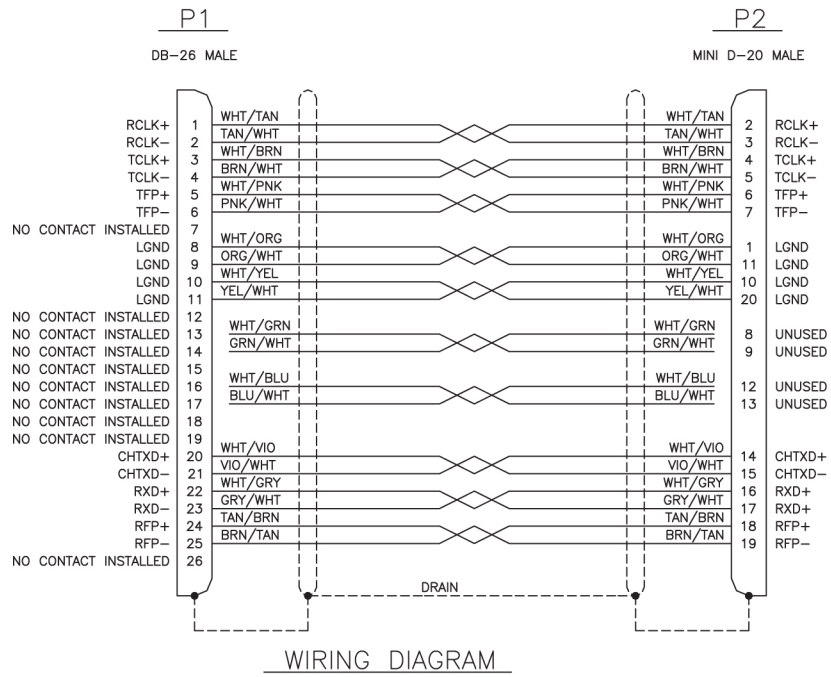 P1 P2
DB-26 MALE MINI D-20 MALE
RCLK+ 1 WHT/TAN WHT/TAN 2 RCLK+
RCLK- 2 TAN/WHT TAN/WHT 3 RCLK-
TCLK+ 3 WHT/BRN WHT/BRN 4 TCLK+
TCLK- 4 BRN/WHT BRN/WHT 5 TCLK-
TFP+ 5 WHT/PNK WHT/PNK 6 TFP+
TFP- 6 PNK/WHT PNK/WHT 7 TFP-
NO CONTACT INSTALLED 7
LGND 8 WHT/ORG WHT/ORG 1 LGND
LGND 9 ORG/WHT ORG/WHT 11 LGND
LGND 10 WHT/YEL WHT/YEL 10 LGND
LGND 11 YEL/WHT YEL/WHT 20 LGND
NO CONTACT INSTALLED 12
NO CONTACT INSTALLED 13 WHT/GRN WHT/GRN 8 UNUSED
NO CONTACT INSTALLED 14 GRN/WHT GRN/WHT 9 UNUSED
NO CONTACT INSTALLED 15
NO CONTACT INSTALLED 16 WHT/BLU WHT/BLU 12 UNUSED
NO CONTACT INSTALLED 17 BLU/WHT BLU/WHT 13 UNUSED
NO CONTACT INSTALLED 18
NO CONTACT INSTALLED 19
CHTXD+ 20 WHT/VIO WHT/VIO 14 CHTXD+
CHTXD- 21 VIO/WHT VIO/WHT 15 CHTXD-
RXD+ 22 WHT/GRY WHT/GRY 16 RXD+
RXD- 23 GRY/WHT GRY/WHT 17 RXD+
RFP+ 24 TAN/BRN TAN/BRN 18 RFP+
RFP- 25 BRN/TAN BRN/TAN 19 RFP-
NO CONTACT INSTALLED 26
DRAIN
WIRING DIAGRAM